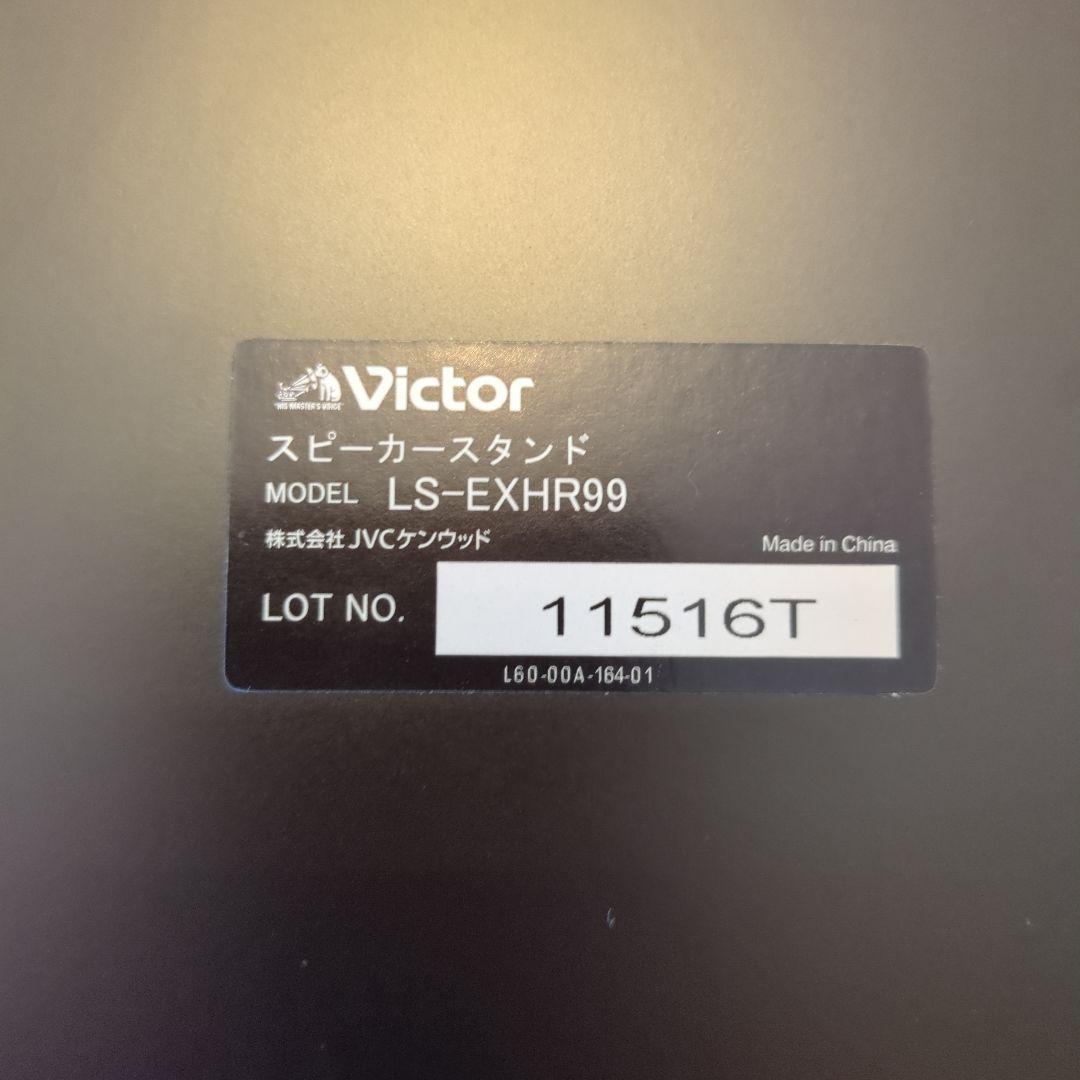 Victor
"HIS MASTER'S VOICE"
スピーカースタンド
MODEL LS-EXHR99
株式会社JVCケンウッド
Made in China
LOT NO. 11516T
L60-00A-164-01